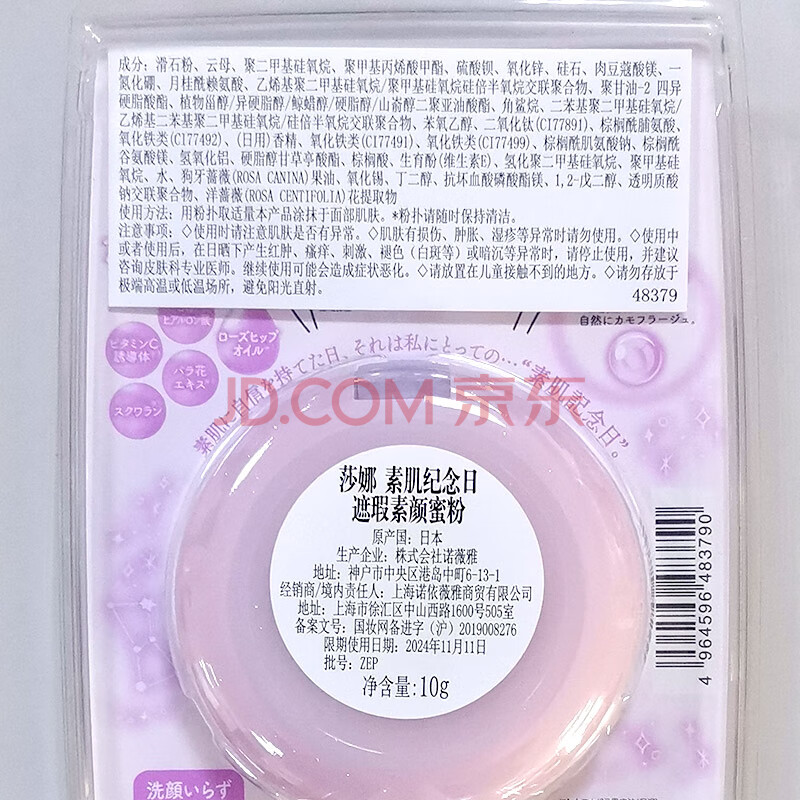 成分：滑石粉、云母、聚二甲基硅氧烷、聚甲基丙烯酸甲酯、硫酸钡、氧化锌、硅石、肉豆蔻酸镁、一
氮化硼、月桂酰赖氨酸、乙烯基聚二甲基硅氧烷/聚甲基硅氧烷硅倍半氧烷交联聚合物、聚甘油-2 四异
硬脂酸酯、植物甾醇/异硬脂醇/鲸蜡醇/硬脂醇/山嵛醇二聚亚油酸酯、角鲨烷、二苯基聚二甲基硅氧烷/
乙烯基二苯基聚二甲基硅氧烷/硅倍半氧烷交联聚合物、苯氧乙醇、二氧化钛(CI77891)、棕榈酰脯氨酸、
氧化铁类(CI77492)、(日用)香精、氧化铁类(CI77491)、氧化铁类(CI77499)、棕榈酰肌氨酸钠、棕榈酰
谷氨酸镁、氢氧化铝、硬脂醇甘草亭酸酯、棕榈酸、生育酚(维生素E)、氢化聚二甲基硅氧烷、聚甲基硅
氧烷、水、狗牙蔷薇(ROSA CANINA)果油、氧化锡、丁二醇、抗坏血酸磷酸酯镁、1,2-戊二醇、透明质酸
钠交联聚合物、洋蔷薇(ROSA CENTIFOLIA)花提取物
使用方法：用粉扑取适量本产品涂抹于面部肌肤。*粉扑请随时保持清洁。
注意事项：◇使用时请注意肌肤是否有异常。◇肌肤有损伤、肿胀、湿疹等异常时请勿使用。◇使用中
或者使用后，在日晒下产生红肿、瘙痒、刺激、褪色（白斑等）或暗沉等异常时，请停止使用，并建议
咨询皮肤科专业医师。继续使用可能会造成症状恶化。◇请放置在儿童接触不到的地方。◇请勿存放于
极端高温或低温场所，避免阳光直射。
48379
自然にカモフラージュ。
ヒアルロン酸
ビタミンC
誘導体
ローズヒップ
オイル
バラ花
エキス
スクワラン
素肌に自信を持てた日、それは私にとっての…“素肌記念日。”
JD.COM 京东
莎娜 素肌纪念日
遮瑕素颜蜜粉
原产国：日本
生产企业：株式会社诺薇雅
地址：神户市中央区港岛中町6-13-1
经销商/境内责任人：上海诺依薇雅商贸有限公司
地址：上海市徐汇区中山西路1600号505室
备案文号：国妆网备进字（沪）2019008276
限期使用日期：2024年11月11日
批号：ZEP
净含量:10g
4 964596 483790
洗顔いらず